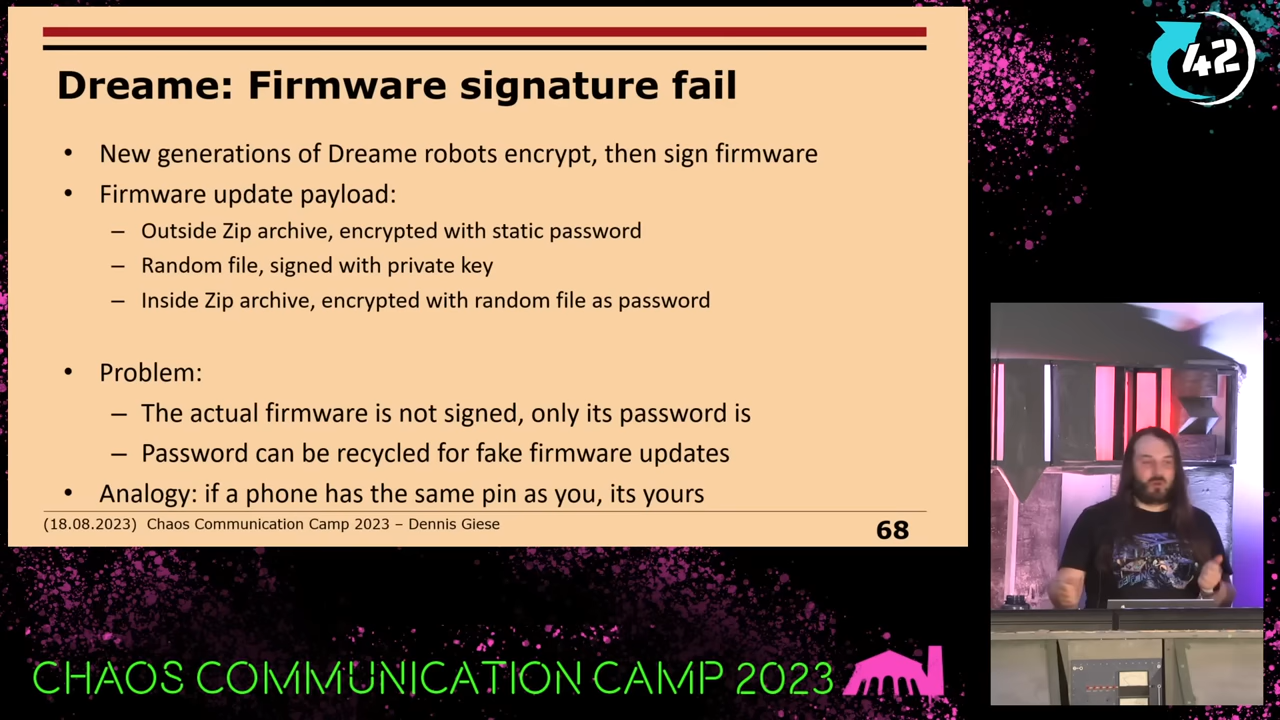 42
Dreame: Firmware signature fail
• New generations of Dreame robots encrypt, then sign firmware
• Firmware update payload:
– Outside Zip archive, encrypted with static password
– Random file, signed with private key
– Inside Zip archive, encrypted with random file as password
• Problem:
– The actual firmware is not signed, only its password is
– Password can be recycled for fake firmware updates
• Analogy: if a phone has the same pin as you, its yours
(18.08.2023) Chaos Communication Camp 2023 – Dennis Giese
68
CHAOS COMMUNICATION CAMP 2023